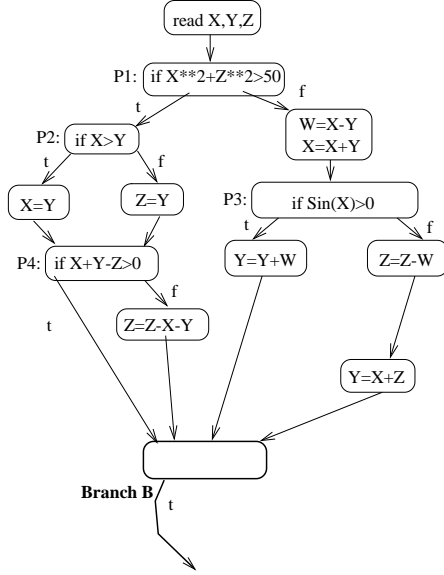 read X,Y,Z
P1: if X**2+Z**2>50
t
f
P2: if X>Y
W=X-Y
X=X+Y
t
f
X=Y
Z=Y
P3: if Sin(X)>0
t
f
P4: if X+Y-Z>0
Y=Y+W
Z=Z-W
f
t
Z=Z-X-Y
Y=X+Z
Branch B
t